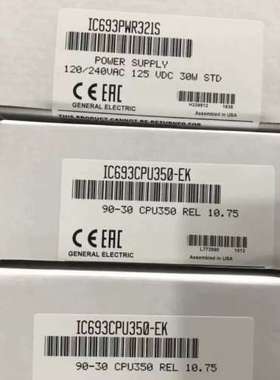 IC693PWR321S
POWER SUPPLY
120/240VAC 125 VDC 30W STD
CE EAC
GENERAL ELECTRIC
Assembled in USA
IC693CPU350-EK
CE EAC
GENERAL ELECTRIC
Assembled in USA
90-30 CPU350 REL 10.75
IC693CPU350-EK
90-30 CPU350 REL 10.75